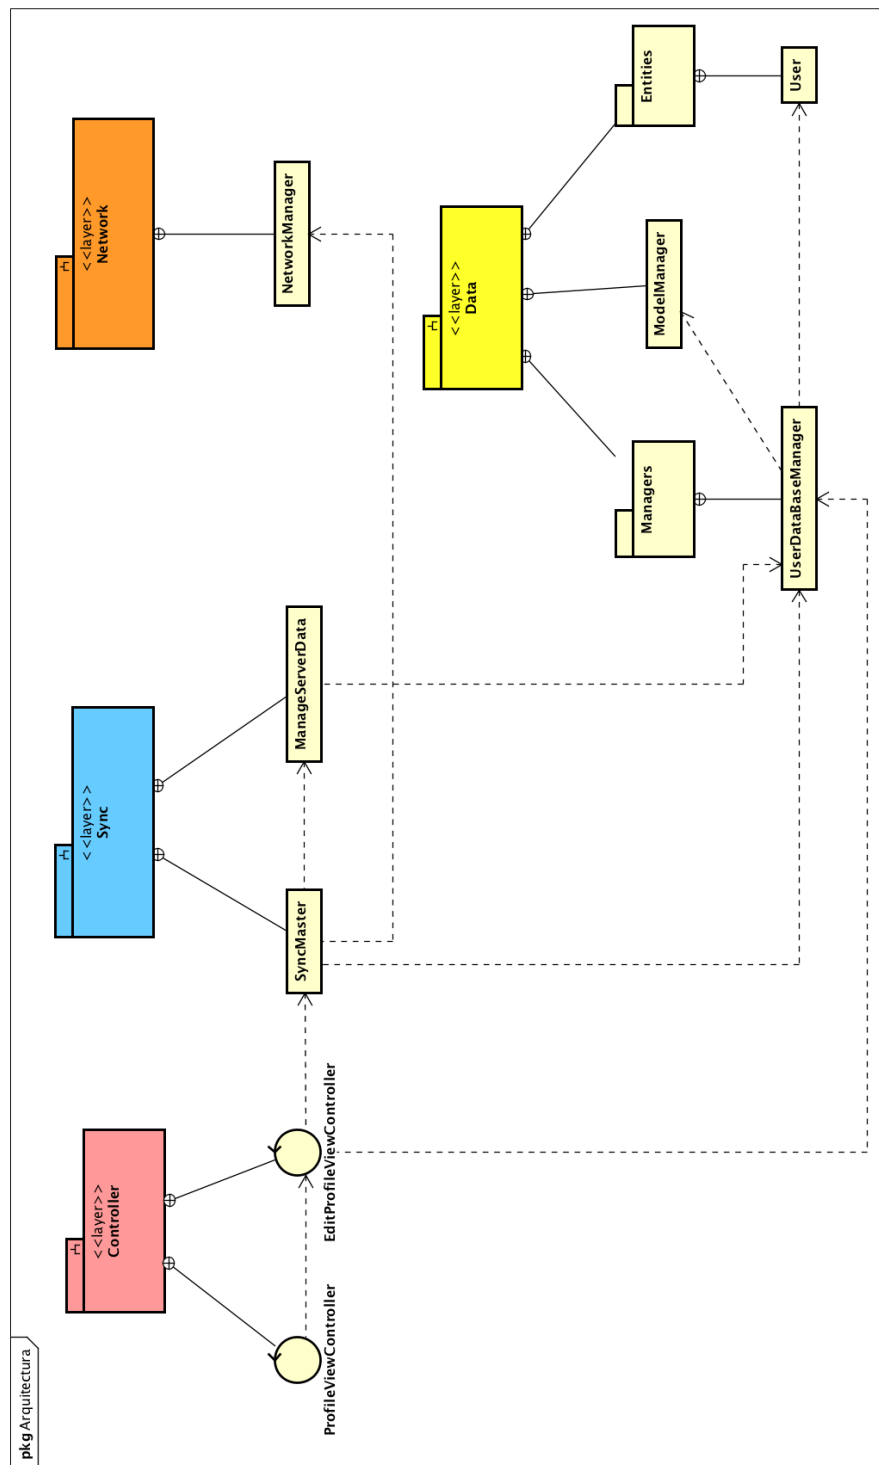 pkg Arquitectura
<<layer>>
Controller
<<layer>>
Sync
<<layer>>
Network
ProfileViewController
EditProfileViewController
SyncMaster
ManageServerData
NetworkManager
<<layer>>
Data
Managers
ModelManager
Entities
UserDataBaseManager
User